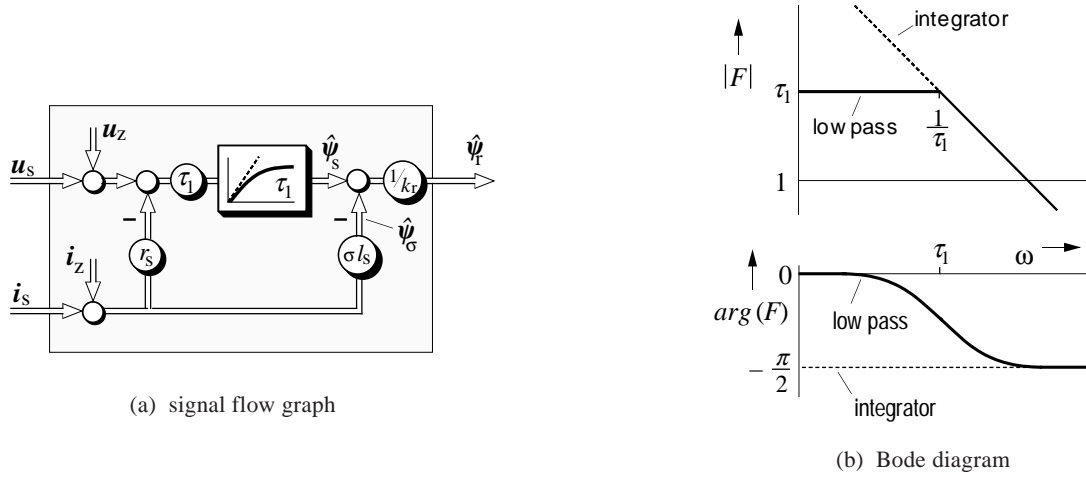 u_z
u_s
τ_1
τ_1
ψ̂_s
1/k_r
ψ̂_r
−
−
ψ̂_σ
r_s
σ l_s
i_z
i_s
(a) signal flow graph
integrator
|F|
τ_1
low pass
1/τ_1
1
τ_1
ω
0
arg (F)
low pass
− π/2
integrator
(b) Bode diagram